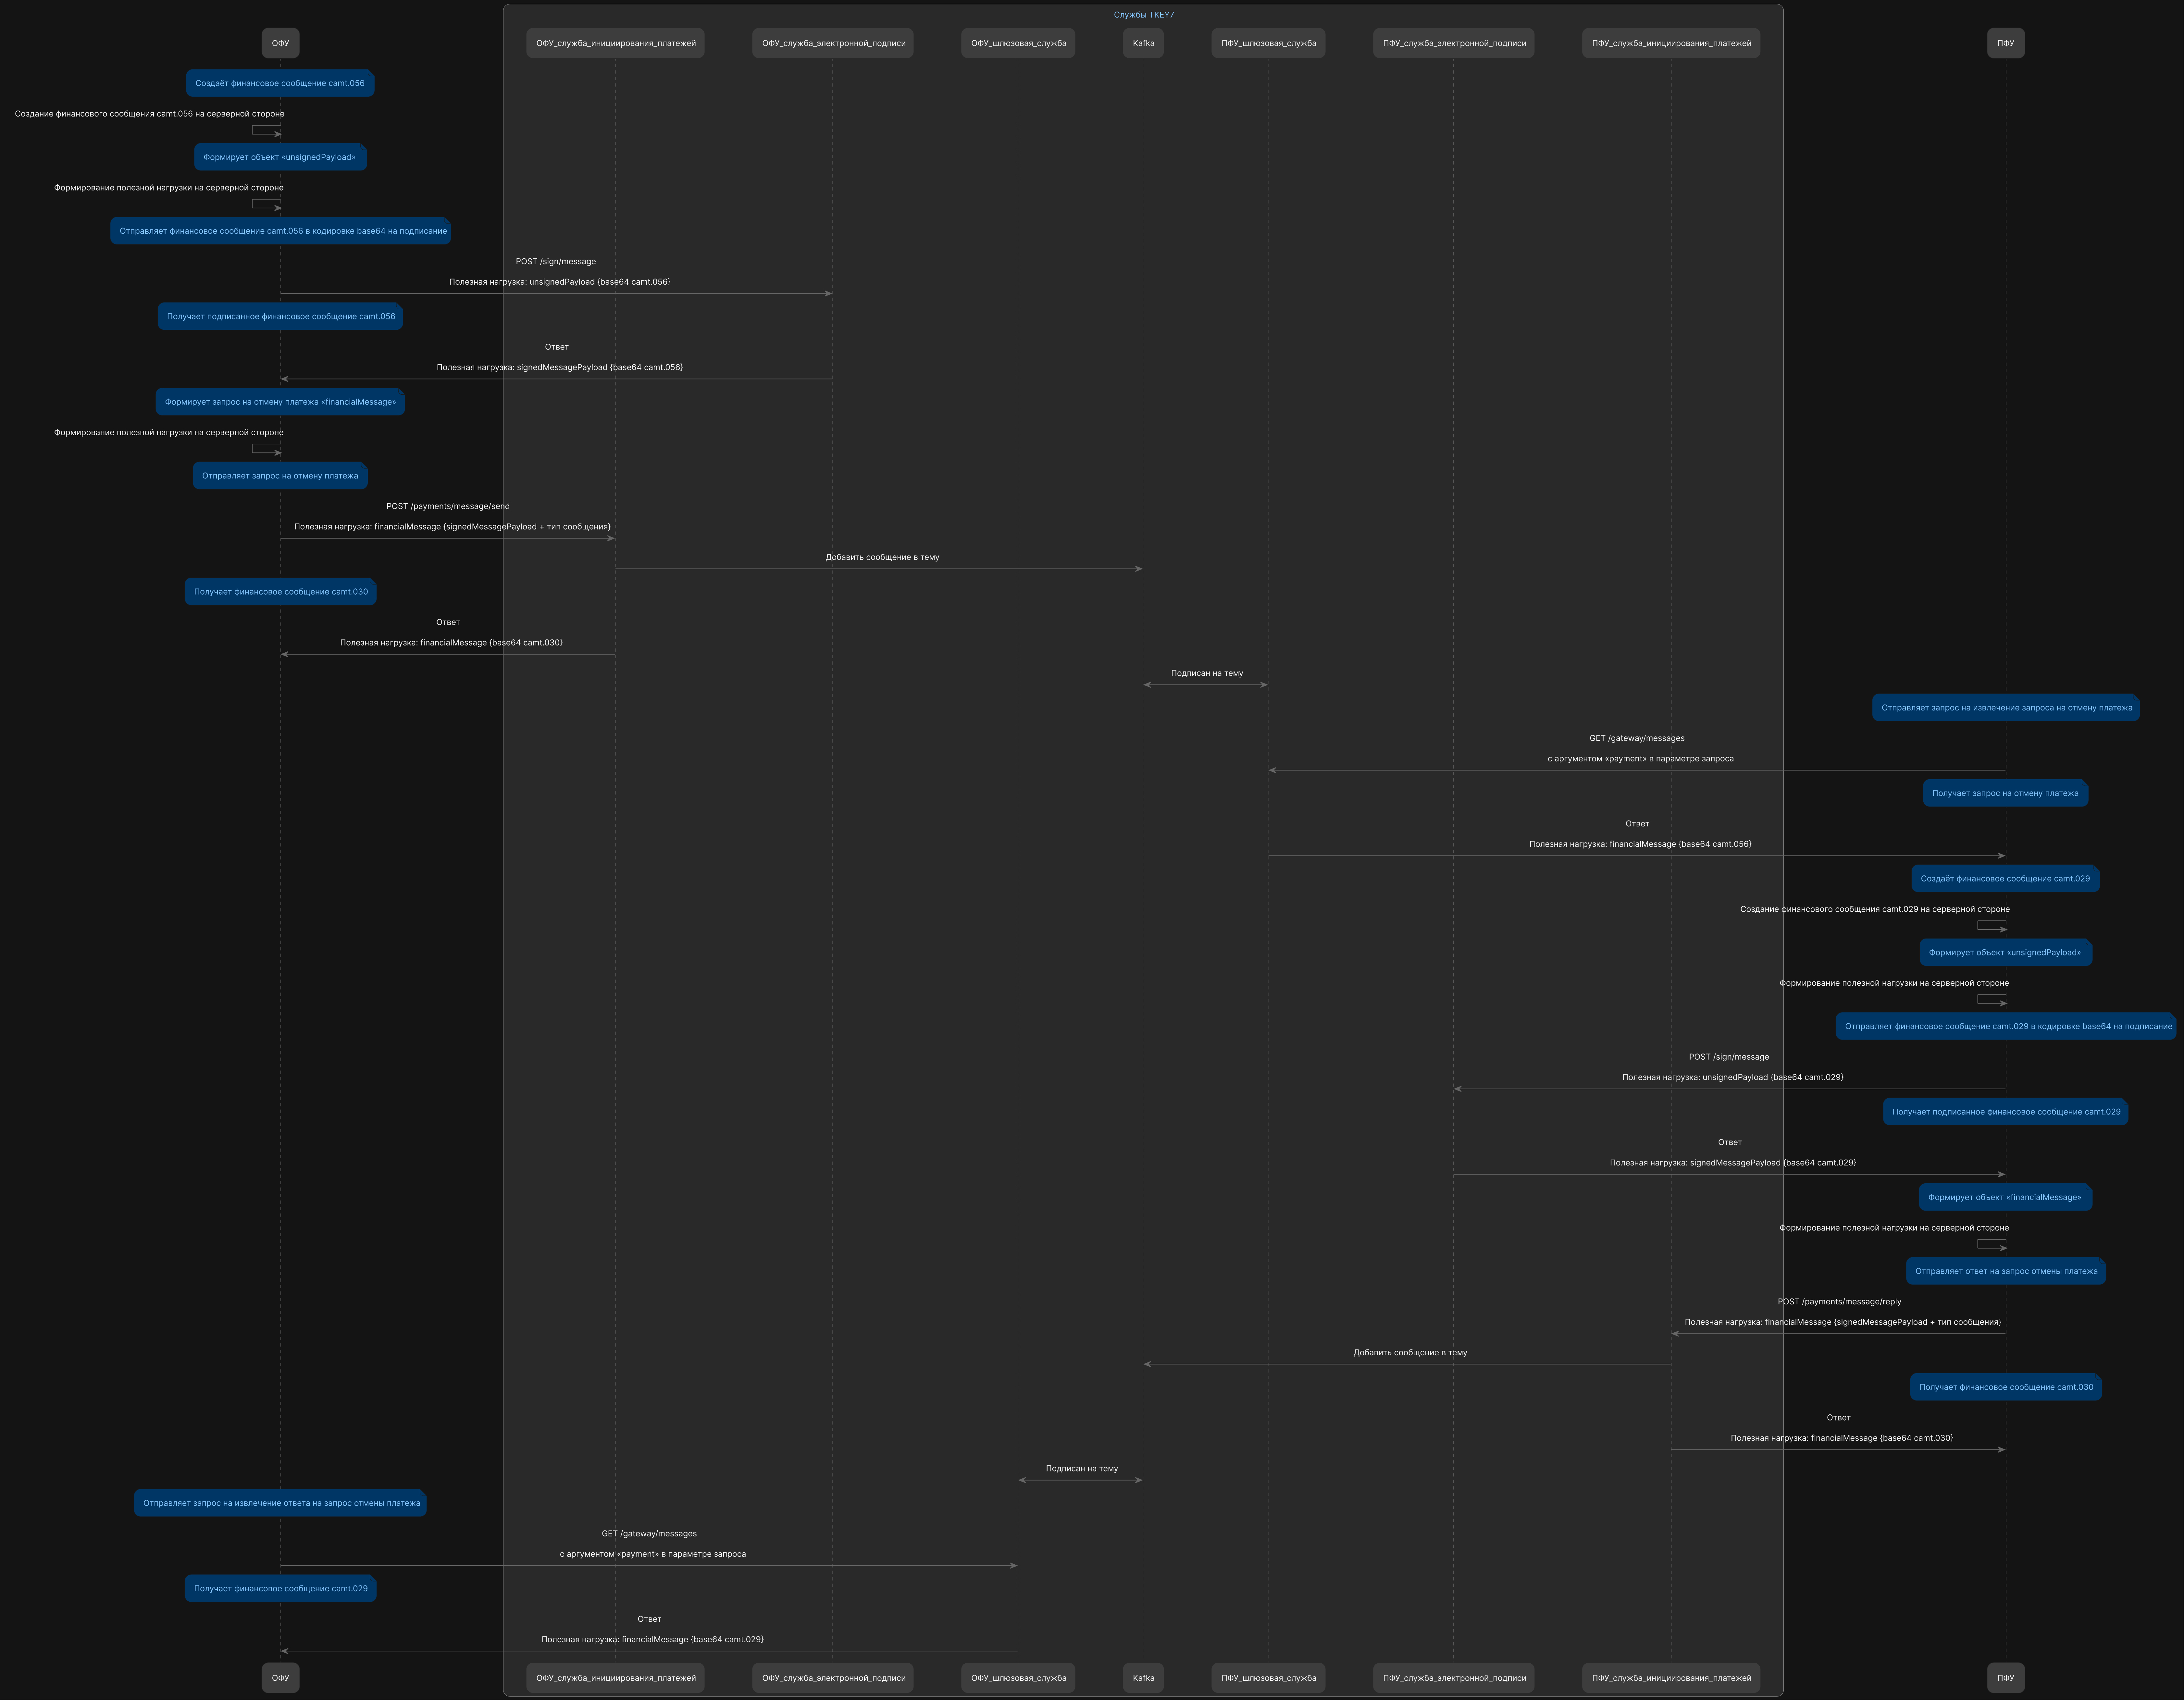 Службы TKEY7
ОФУ
ОФУ_служба_инициирования_платежей
ОФУ_служба_электронной_подписи
ОФУ_шлюзовая_служба
Kafka
ПФУ_шлюзовая_служба
ПФУ_служба_электронной_подписи
ПФУ_служба_инициирования_платежей
ПФУ
Создаёт финансовое сообщение camt.056
Создание финансового сообщения camt.056 на серверной стороне
Формирует объект «unsignedPayload»
Формирование полезной нагрузки на серверной стороне
Отправляет финансовое сообщение camt.056 в кодировке base64 на подписание
POST /sign/message
Полезная нагрузка: unsignedPayload {base64 camt.056}
Получает подписанное финансовое сообщение camt.056
Ответ
Полезная нагрузка: signedMessagePayload {base64 camt.056}
Формирует запрос на отмену платежа «financialMessage»
Формирование полезной нагрузки на серверной стороне
Отправляет запрос на отмену платежа
POST /payments/message/send
Полезная нагрузка: financialMessage {signedMessagePayload + тип сообщения}
Добавить сообщение в тему
Получает финансовое сообщение camt.030
Ответ
Полезная нагрузка: financialMessage {base64 camt.030}
Подписан на тему
Отправляет запрос на извлечение запроса на отмену платежа
GET /gateway/messages
с аргументом «payment» в параметре запроса
Получает запрос на отмену платежа
Ответ
Полезная нагрузка: financialMessage {base64 camt.056}
Создаёт финансовое сообщение camt.029
Создание финансового сообщения camt.029 на серверной стороне
Формирует объект «unsignedPayload»
Формирование полезной нагрузки на серверной стороне
Отправляет финансовое сообщение camt.029 в кодировке base64 на подписание
POST /sign/message
Полезная нагрузка: unsignedPayload {base64 camt.029}
Получает подписанное финансовое сообщение camt.029
Ответ
Полезная нагрузка: signedMessagePayload {base64 camt.029}
Формирует объект «financialMessage»
Формирование полезной нагрузки на серверной стороне
Отправляет ответ на запрос отмены платежа
POST /payments/message/reply
Полезная нагрузка: financialMessage {signedMessagePayload + тип сообщения}
Добавить сообщение в тему
Получает финансовое сообщение camt.030
Ответ
Полезная нагрузка: financialMessage {base64 camt.030}
Подписан на тему
Отправляет запрос на извлечение ответа на запрос отмены платежа
GET /gateway/messages
с аргументом «payment» в параметре запроса
Получает финансовое сообщение camt.029
Ответ
Полезная нагрузка: financialMessage {base64 camt.029}
ОФУ
ОФУ_служба_инициирования_платежей
ОФУ_служба_электронной_подписи
ОФУ_шлюзовая_служба
Kafka
ПФУ_шлюзовая_служба
ПФУ_служба_электронной_подписи
ПФУ_служба_инициирования_платежей
ПФУ